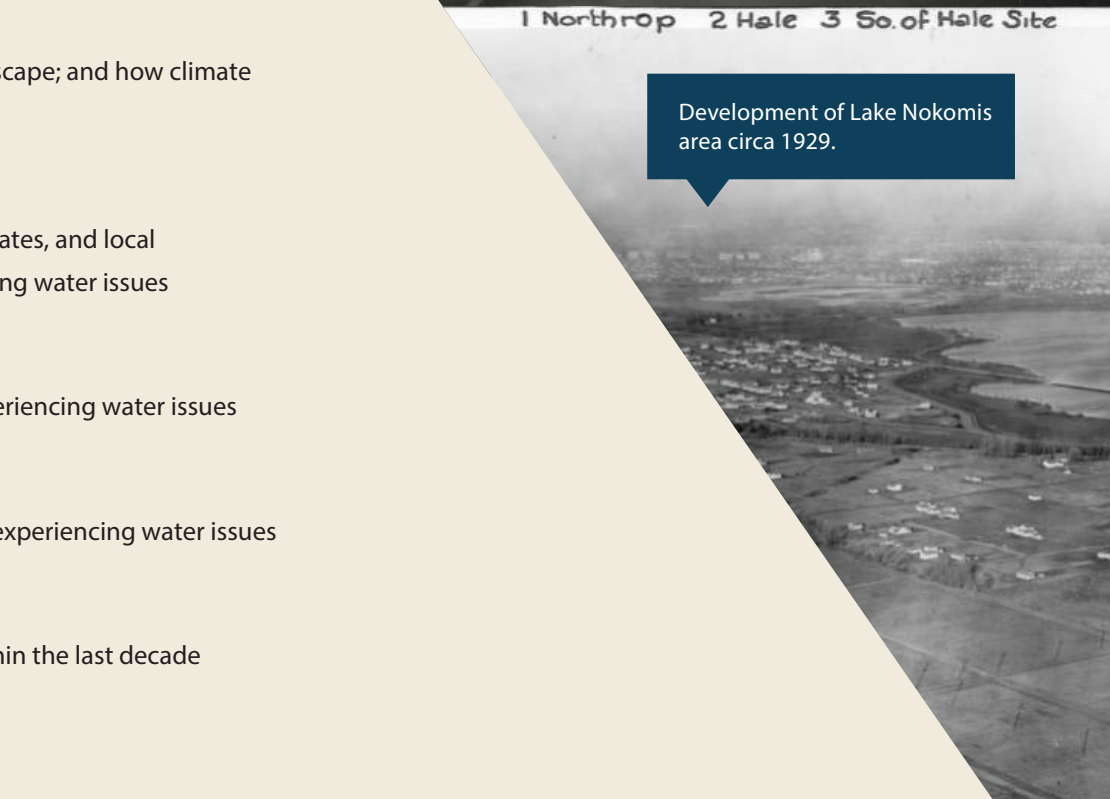 1 Northrop 2 Hale 3 So. of Hale Site
Development of Lake Nokomis
area circa 1929.
scape; and how climate
ates, and local
ng water issues
eriencing water issues
experiencing water issues
hin the last decade